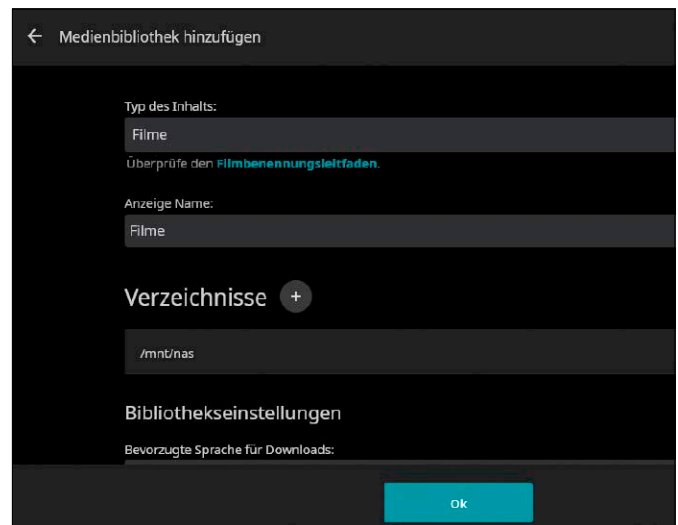 Medienbibliothek hinzufügen
Typ des Inhalts:
Filme
Überprüfe den Filmbenennungsleitfaden.
Anzeige Name:
Filme
Verzeichnisse +
/mnt/nas
Bibliothekseinstellungen
Bevorzugte Sprache für Downloads:
Ok